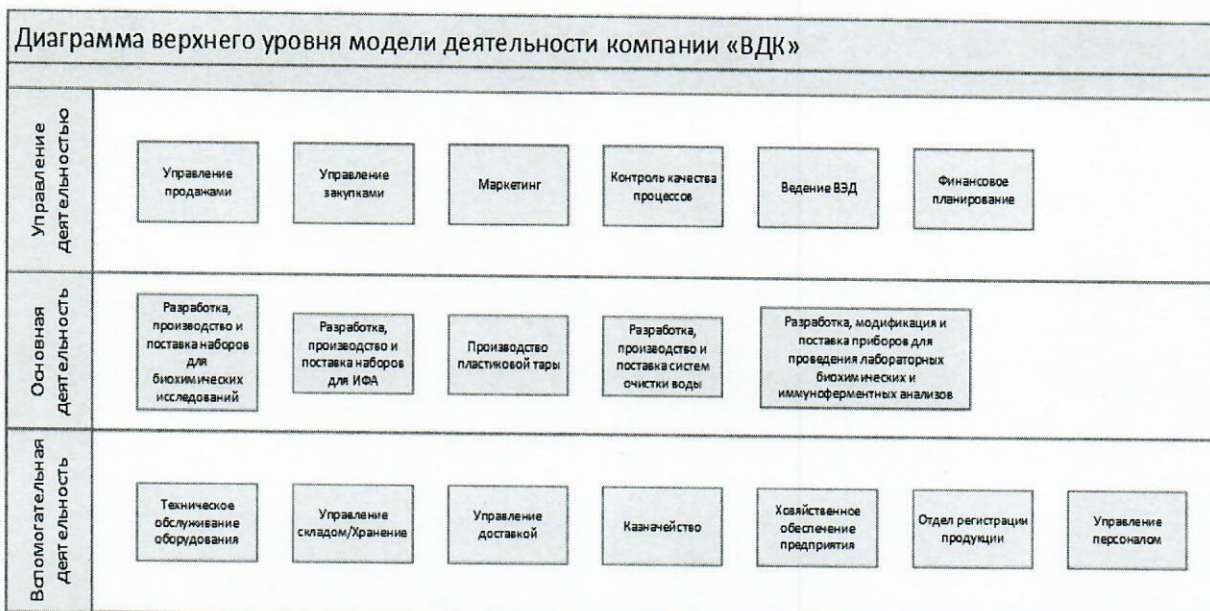 Диаграмма верхнего уровня модели деятельности компании «ВДК»
Управление
деятельностью
Управление
продажами
Управление
закупками
Маркетинг
Контроль качества
процессов
Ведение ВЭД
Финансовое
планирование
Основная
деятельность
Разработка,
производство и
поставка наборов
для
биохимических
исследований
Разработка,
производство и
поставка наборов
для ИФА
Производство
пластиковой тары
Разработка,
производство и
поставка систем
очистки воды
Разработка, модификация и
поставка приборов для
проведения лабораторных
биохимических и
иммуноферментных анализов
Вспомогательная
деятельность
Техническое
обслуживание
оборудования
Управление
складом/Хранение
Управление
доставкой
Казначейство
Хозяйственное
обеспечение
предприятия
Отдел регистрации
продукции
Управление
персоналом